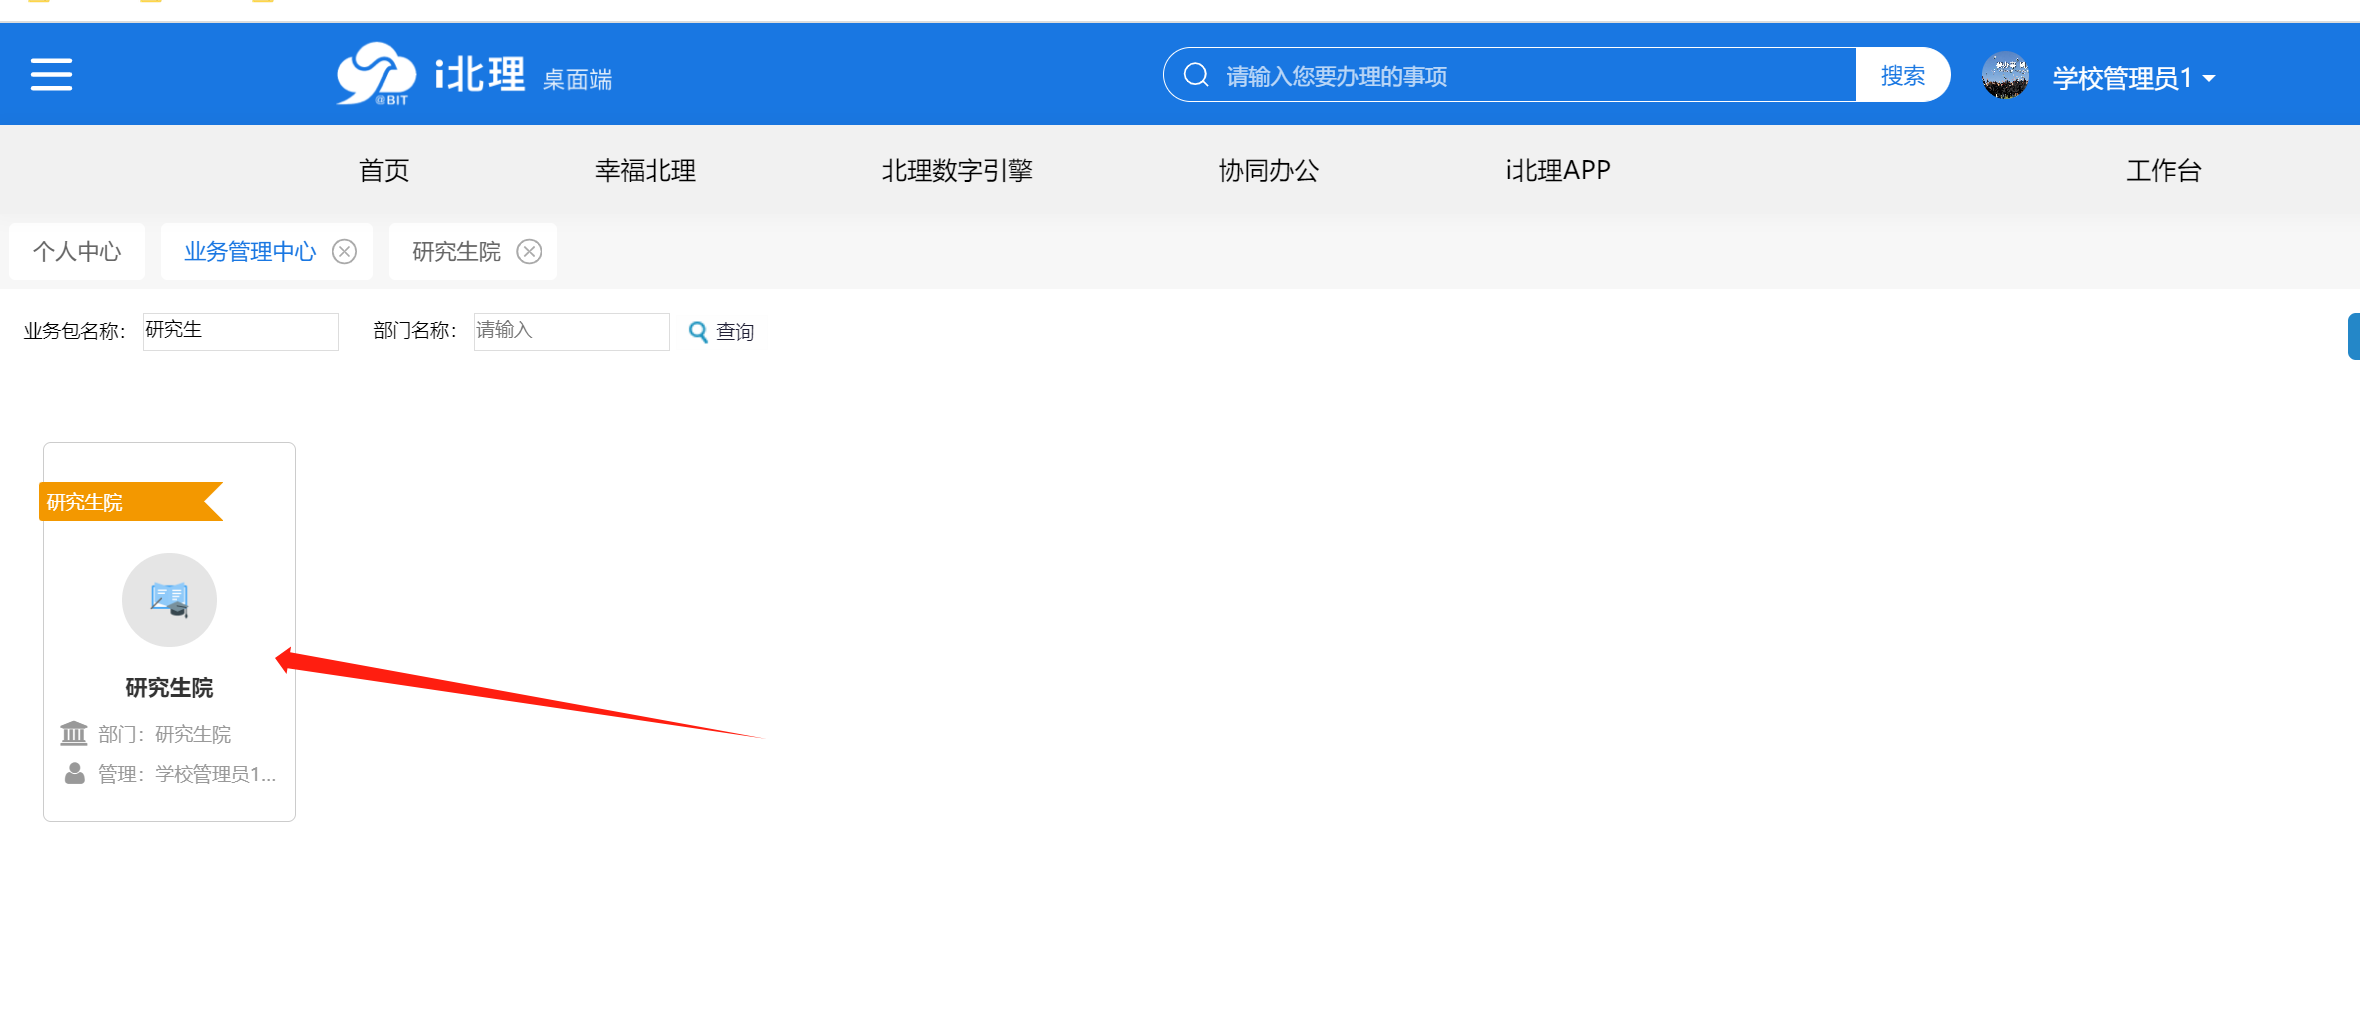 @BIT
i北理 桌面端
请输入您要办理的事项
搜索
学校管理员1
首页
幸福北理
北理数字引擎
协同办公
i北理APP
工作台
个人中心
业务管理中心
研究生院
业务包名称：
研究生
部门名称：
请输入
查询
研究生院
研究生院
部门：研究生院
管理：学校管理员1...